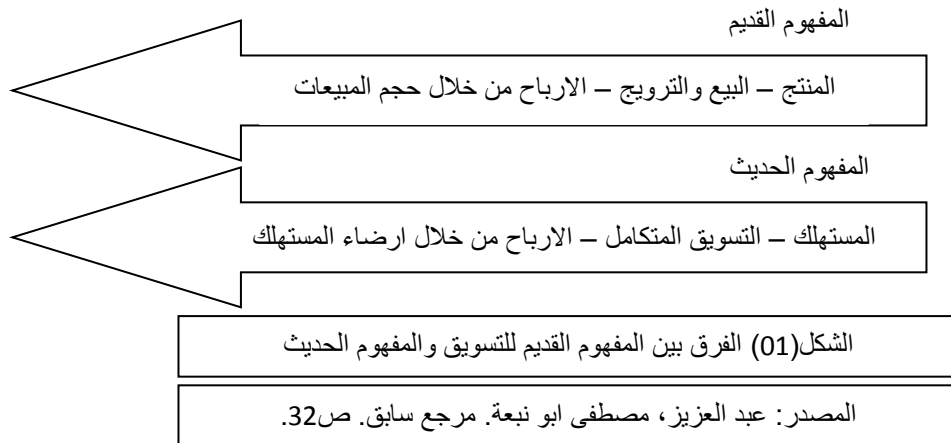 المفهوم القديم
المنتج – البيع والترويج – الارباح من خلال حجم المبيعات
المفهوم الحديث
المستهلك – التسويق المتكامل – الارباح من خلال ارضاء المستهلك
الشكل(01) الفرق بين المفهوم القديم للتسويق والمفهوم الحديث
المصدر: عبد العزيز، مصطفى ابو نبعة. مرجع سابق. ص32.